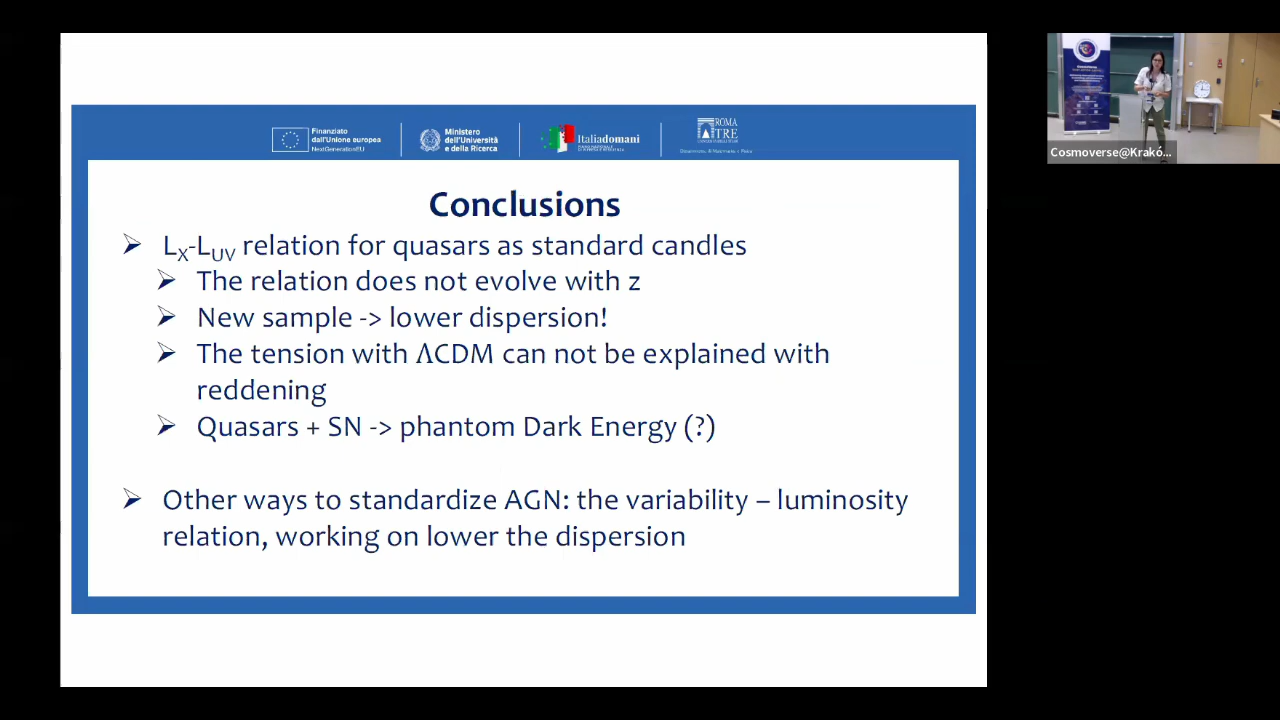 Finanziato
dall'Unione europea
NextGenerationEU
Ministero
dell'Università
e della Ricerca
Italiadomani
ROMA
TRE
Conclusions
➢ L_X-L_UV relation for quasars as standard candles
➢ The relation does not evolve with z
➢ New sample -> lower dispersion!
➢ The tension with ΛCDM can not be explained with
reddening
➢ Quasars + SN -> phantom Dark Energy (?)
➢ Other ways to standardize AGN: the variability – luminosity
relation, working on lower the dispersion
Cosmoverse@Krakó...